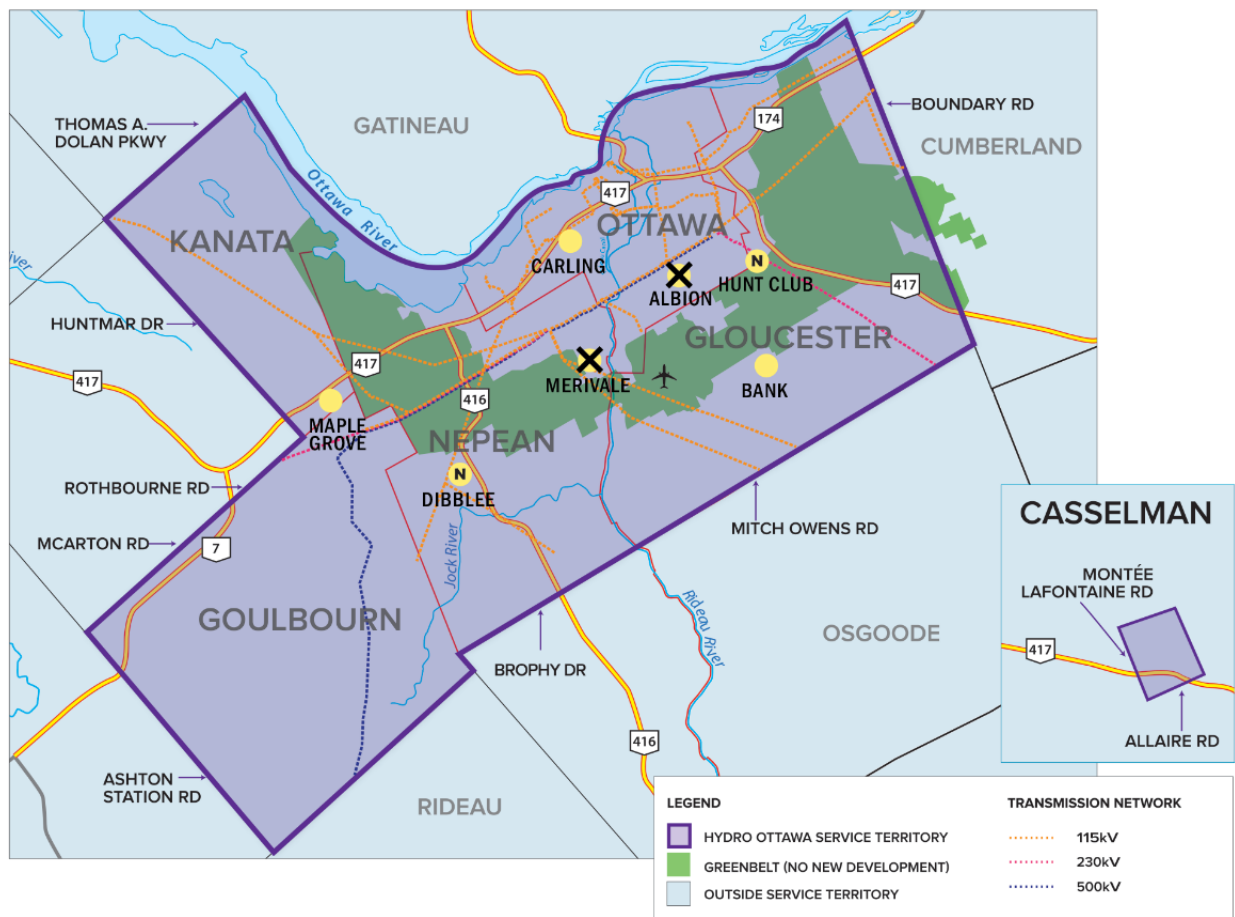 THOMAS A.
DOLAN PKWY
GATINEAU
BOUNDARY RD
CUMBERLAND
174
Ottawa River
417
KANATA
OTTAWA
CARLING
N
HUNT CLUB
ALBION
417
River
HUNTMAR DR
GLOUCESTER
417
417
MERIVALE
BANK
416
MAPLE
GROVE
NEPEAN
N
DIBBLEE
ROTHBOURNE RD
MITCH OWENS RD
MCARTON RD
7
Jock River
GOULBOURN
Rideau River
OSGOODE
BROPHY DR
416
ASHTON
STATION RD
RIDEAU
CASSELMAN
MONTÉE
LAFONTAINE RD
417
ALLAIRE RD
LEGEND
HYDRO OTTAWA SERVICE TERRITORY
GREENBELT (NO NEW DEVELOPMENT)
OUTSIDE SERVICE TERRITORY
TRANSMISSION NETWORK
115kV
230kV
500kV